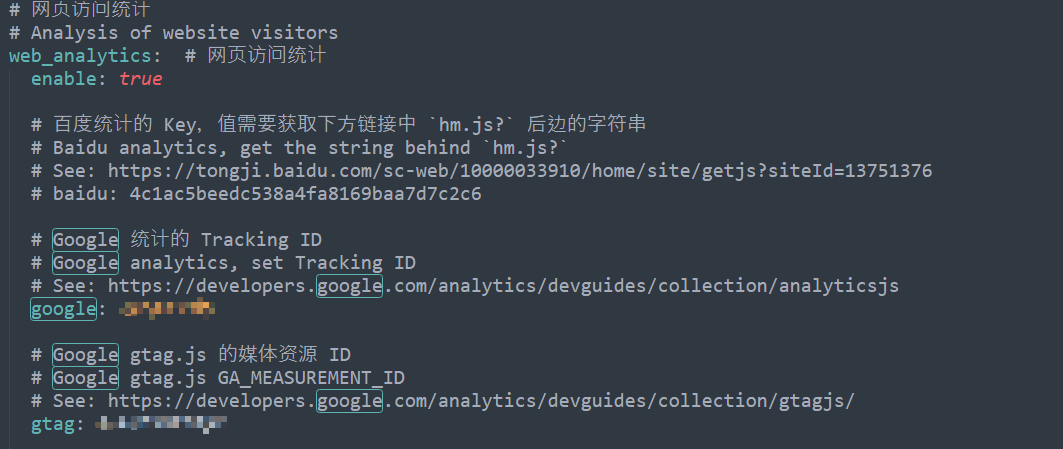 # 网页访问统计
# Analysis of website visitors
web_analytics:  # 网页访问统计
enable: true
# 百度统计的 Key，值需要获取下方链接中 `hm.js?` 后边的字符串
# Baidu analytics, get the string behind `hm.js?`
# See: https://tongji.baidu.com/sc-web/10000033910/home/site/getjs?siteId=13751376
# baidu: 4c1ac5beedc538a4fa8169baa7d7c2c6
# Google 统计的 Tracking ID
# Google analytics, set Tracking ID
# See: https://developers.google.com/analytics/devguides/collection/analyticsjs
google:
# Google gtag.js 的媒体资源 ID
# Google gtag.js GA_MEASUREMENT_ID
# See: https://developers.google.com/analytics/devguides/collection/gtagjs/
gtag: